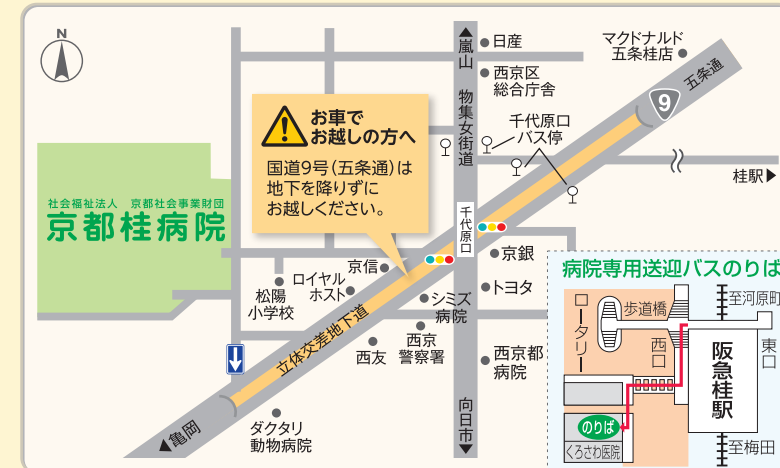 N
嵐山
日産
マクドナルド
五条桂店
五条通
9
西京区
総合庁舎
物集女街道
お車で
お越しの方へ
国道9号(五条通)は
地下を降りずに
お越しください。
千代原口
バス停
桂駅
社会福祉法人 京都社会事業財団
京都桂病院
千代原口
京銀
京信
ロイヤル
ホスト
松陽
小学校
トヨタ
シミズ
病院
立体交差地下道
西友
西京
警察署
西京都
病院
向日市
亀岡
ダクタリ
動物病院
病院専用送迎バスのりば
ロータリー
歩道橋
至河原町
西口
東口
阪急桂駅
のりば
くろさわ医院
至梅田